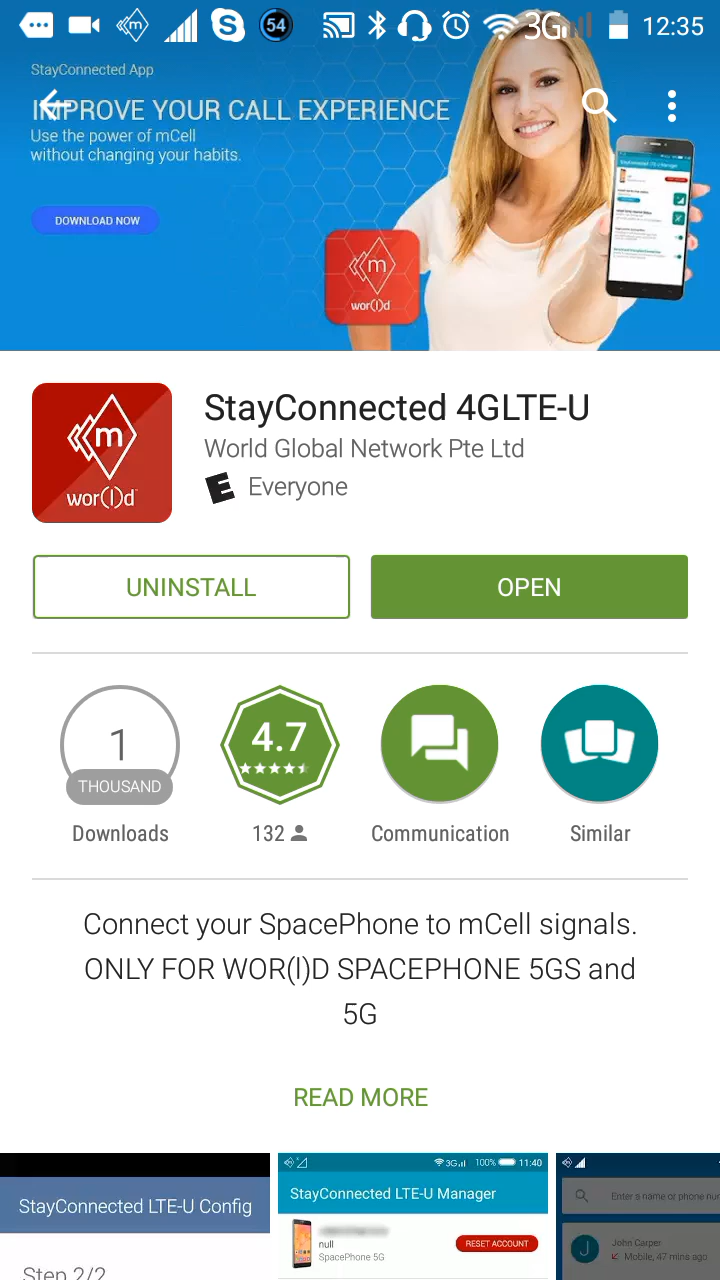 54
3G
12:35
StayConnected App
IMPROVE YOUR CALL EXPERIENCE
Use the power of mCell
without changing your habits.
DOWNLOAD NOW
m
wor(l)d
m
wor(l)d
StayConnected 4GLTE-U
World Global Network Pte Ltd
E Everyone
UNINSTALL
OPEN
1
THOUSAND
4.7
Downloads
132
Communication
Similar
Connect your SpacePhone to mCell signals.
ONLY FOR WOR(l)D SPACEPHONE 5GS and
5G
READ MORE
StayConnected LTE-U Config
Step 2/2
3G 100% 11:40
StayConnected LTE-U Manager
null
SpacePhone 5G
RESET ACCOUNT
Enter a name or phone nu
J
John Carper
Mobile, 47 mins ago